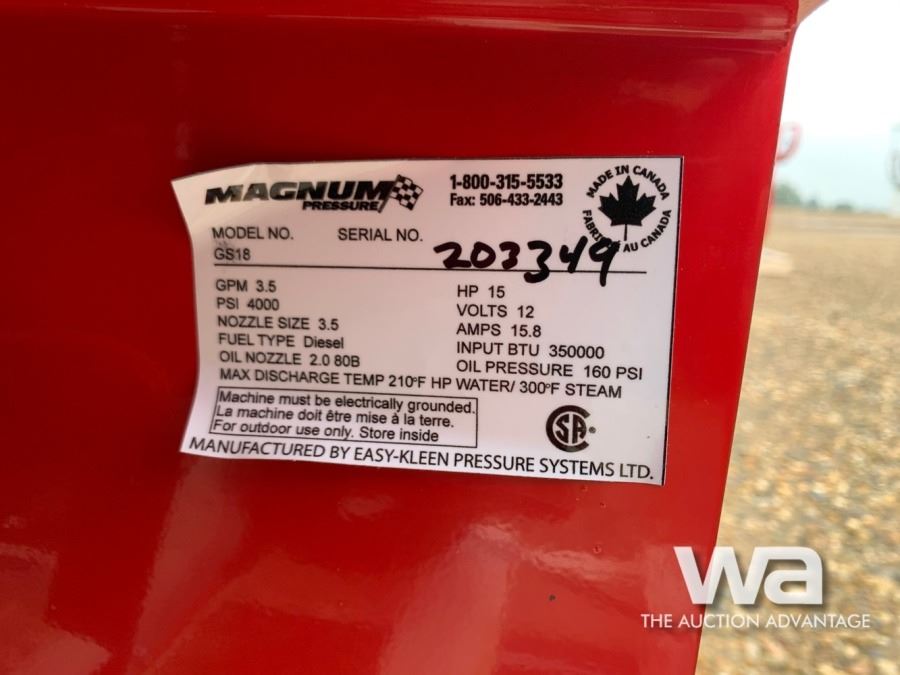 MAGNUM
PRESSURE
1-800-315-5533
Fax: 506-433-2443
MADE IN CANADA
FABRIQUÉ AU CANADA
MODEL NO. SERIAL NO.
GS18 203349
GPM 3.5
PSI 4000
NOZZLE SIZE 3.5
FUEL TYPE Diesel
OIL NOZZLE 2.0 80B
HP 15
VOLTS 12
AMPS 15.8
INPUT BTU 350000
OIL PRESSURE 160 PSI
MAX DISCHARGE TEMP 210°F HP WATER/ 300°F STEAM
Machine must be electrically grounded.
La machine doit être mise à la terre.
For outdoor use only. Store inside
CSA®
MANUFACTURED BY EASY-KLEEN PRESSURE SYSTEMS LTD.
wa
THE AUCTION ADVANTAGE